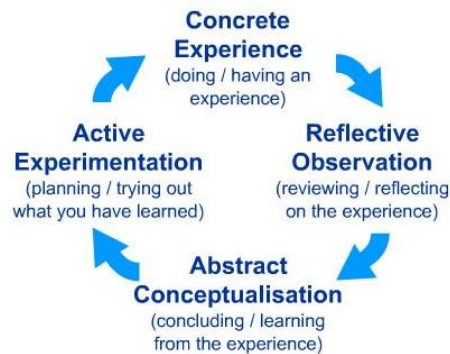 Concrete
Experience
(doing / having an
experience)
Active
Experimentation
(planning / trying out
what you have learned)
Reflective
Observation
(reviewing / reflecting
on the experience)
Abstract
Conceptualisation
(concluding / learning
from the experience)